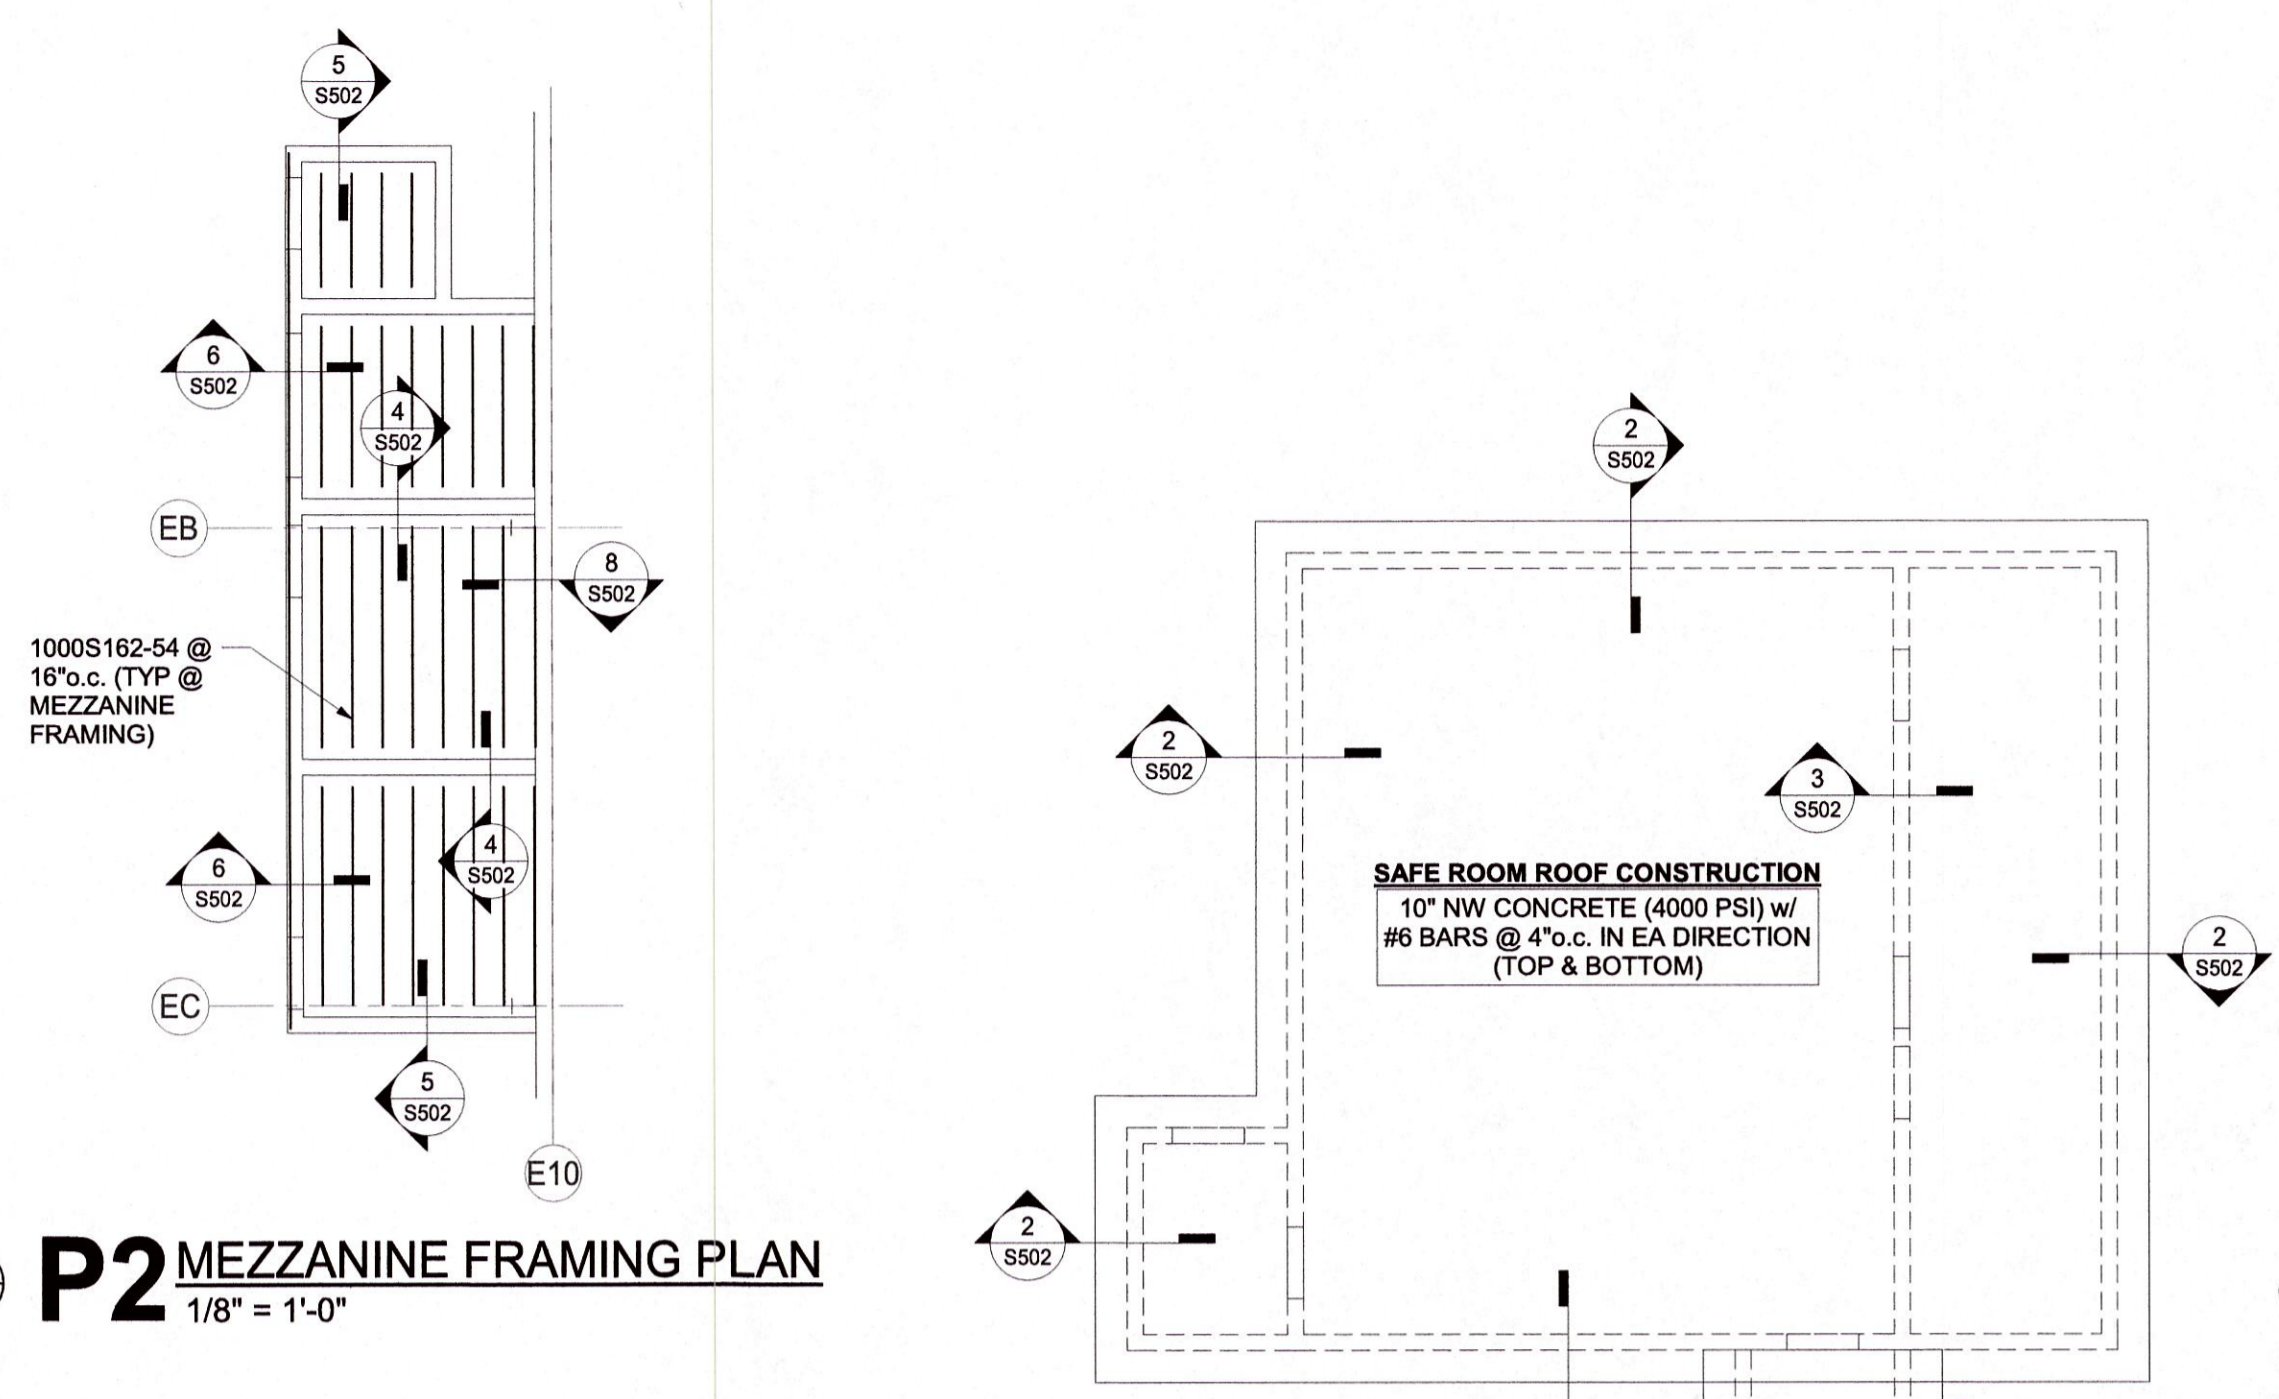 5
S502
6
S502
4
S502
EB
8
S502
1000S162-54 @
16"o.c. (TYP @
MEZZANINE
FRAMING)
4
S502
6
S502
EC
5
S502
E10
P2 MEZZANINE FRAMING PLAN
1/8" = 1'-0"
2
S502
2
S502
3
S502
SAFE ROOM ROOF CONSTRUCTION
10" NW CONCRETE (4000 PSI) w/
#6 BARS @ 4"o.c. IN EA DIRECTION
(TOP & BOTTOM)
2
S502
2
S502